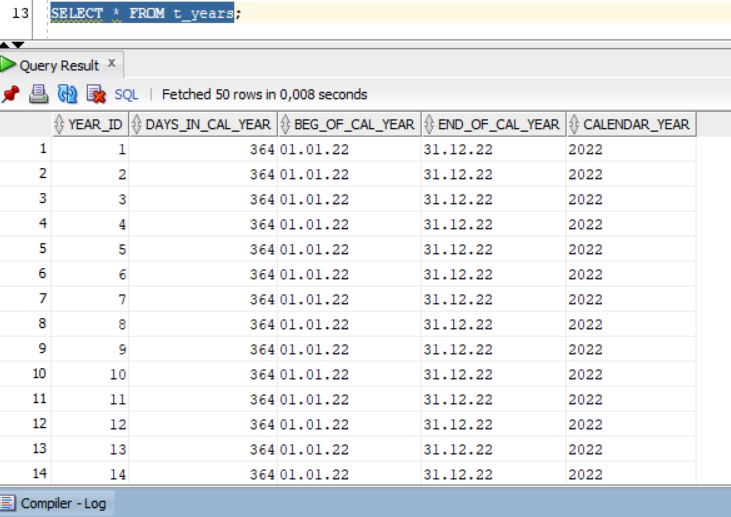 13 SELECT * FROM t_years;
Query Result x
SQL | Fetched 50 rows in 0,008 seconds
YEAR_ID DAYS_IN_CAL_YEAR BEG_OF_CAL_YEAR END_OF_CAL_YEAR CALENDAR_YEAR
1 1 364 01.01.22 31.12.22 2022
2 2 364 01.01.22 31.12.22 2022
3 3 364 01.01.22 31.12.22 2022
4 4 364 01.01.22 31.12.22 2022
5 5 364 01.01.22 31.12.22 2022
6 6 364 01.01.22 31.12.22 2022
7 7 364 01.01.22 31.12.22 2022
8 8 364 01.01.22 31.12.22 2022
9 9 364 01.01.22 31.12.22 2022
10 10 364 01.01.22 31.12.22 2022
11 11 364 01.01.22 31.12.22 2022
12 12 364 01.01.22 31.12.22 2022
13 13 364 01.01.22 31.12.22 2022
14 14 364 01.01.22 31.12.22 2022
Compiler - Log